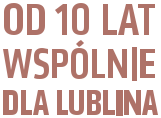 OD 10 LAT
WSPÓLNIE
DLA LUBLINA